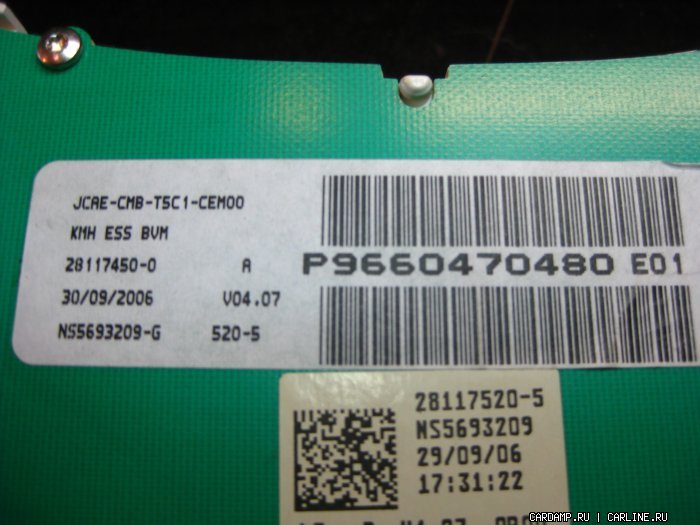 JCAE-CMB-T5C1-CEM00
KMH ESS BVM
28117450-0 A
30/09/2006 V04.07
NS5693209-G 520-5
P9660470480 E01
28117520-5
NS5693209
29/09/06
17:31:22
CARDAMP.RU | CARLINE.RU